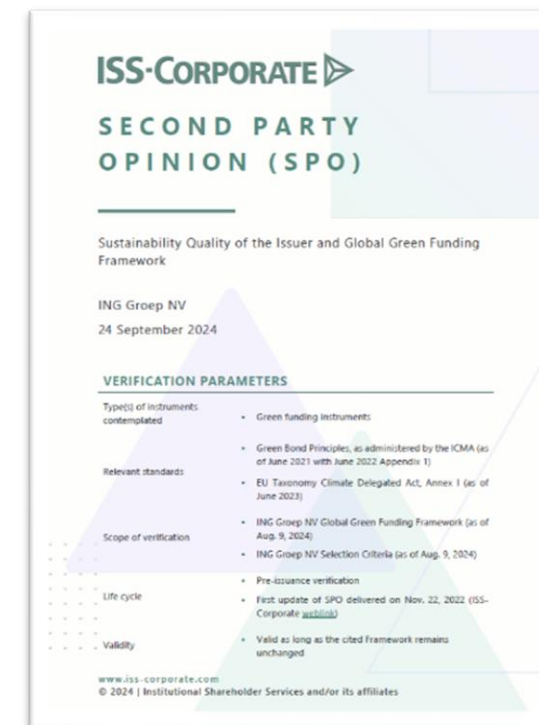 ISS-CORPORATE
SECOND PARTY
OPINION (SPO)
Sustainability Quality of the Issuer and Global Green Funding
Framework
ING Groep NV
24 September 2024
VERIFICATION PARAMETERS
Type(s) of instruments
contemplated
• Green funding instruments
Relevant standards
• Green Bond Principles, as administered by the ICMA (as
of June 2021 with June 2022 Appendix 1)
• EU Taxonomy Climate Delegated Act, Annex I (as of
June 2023)
Scope of verification
• ING Groep NV Global Green Funding Framework (as of
Aug. 9, 2024)
• ING Groep NV Selection Criteria (as of Aug. 9, 2024)
Life cycle
• Pre-issuance verification
• First update of SPO delivered on Nov. 22, 2022 (ISS-
Corporate weblink)
Validity
• Valid as long as the cited Framework remains
unchanged
www.iss-corporate.com
© 2024 | Institutional Shareholder Services and/or its affiliates